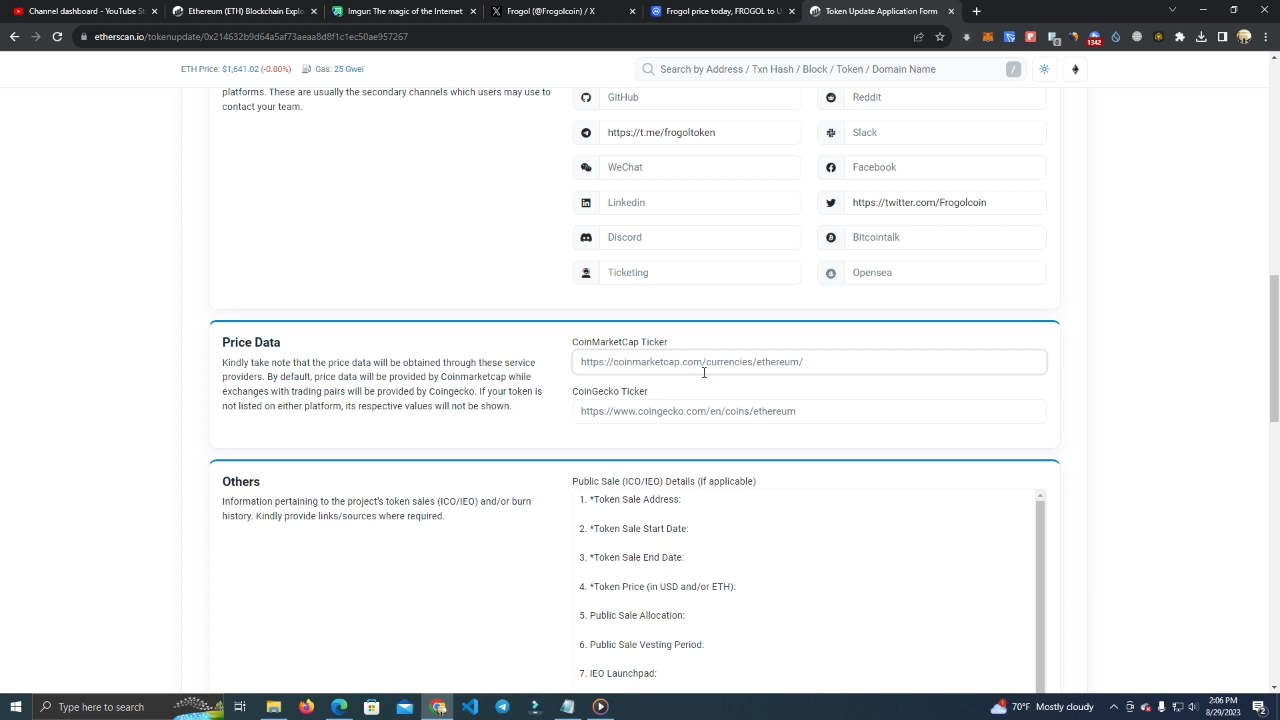 Channel dashboard - YouTube St
Ethereum (ETH) Blockchain Explo
Imgur: The magic of the Internet
Frogol (@Frogolcoin) / X
Frogol price today, FROGOL to U
Token Update Application Form
etherscan.io/tokenupdate/0x214632b9d64a5af73aeaa8d8f1c1ec50ae957267
1342
ETH Price: $1,641.02 (-0.80%)
Gas: 25 Gwei
Search by Address / Txn Hash / Block / Token / Domain Name
/
platforms. These are usually the secondary channels which users may use to
contact your team.
GitHub
Reddit
https://t.me/frogoltoken
Slack
WeChat
Facebook
Linkedin
https://twitter.com/Frogolcoin
Discord
Bitcointalk
Ticketing
Opensea
Price Data
Kindly take note that the price data will be obtained through these service
providers. By default, price data will be provided by Coinmarketcap while
exchanges with trading pairs will be provided by Coingecko. If your token is
not listed on either platform, its respective values will not be shown.
CoinMarketCap Ticker
https://coinmarketcap.com/currencies/ethereum/
CoinGecko Ticker
https://www.coingecko.com/en/coins/ethereum
Others
Information pertaining to the project's token sales (ICO/IEO) and/or burn
history. Kindly provide links/sources where required.
Public Sale (ICO/IEO) Details (if applicable)
1. *Token Sale Address:
2. *Token Sale Start Date:
3. *Token Sale End Date:
4. *Token Price (in USD and/or ETH):
5. Public Sale Allocation:
6. Public Sale Vesting Period:
7. IEO Launchpad:
Type here to search
70°F Mostly cloudy
2:06 PM
8/29/2023